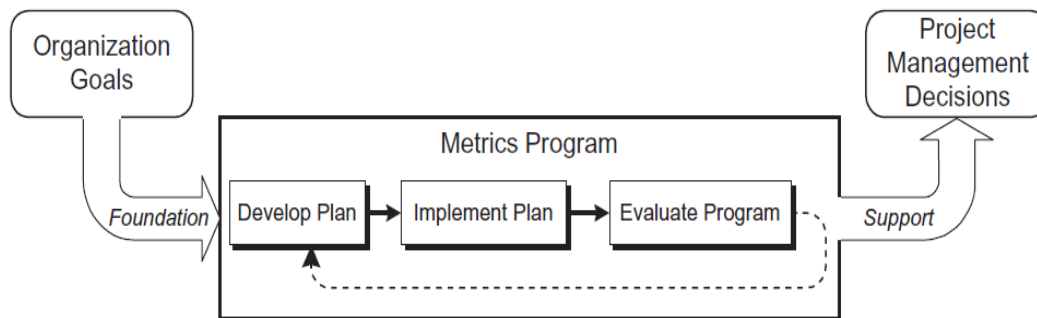 Organization
Goals
Project
Management
Decisions
Metrics Program
Foundation
Develop Plan
Implement Plan
Evaluate Program
Support